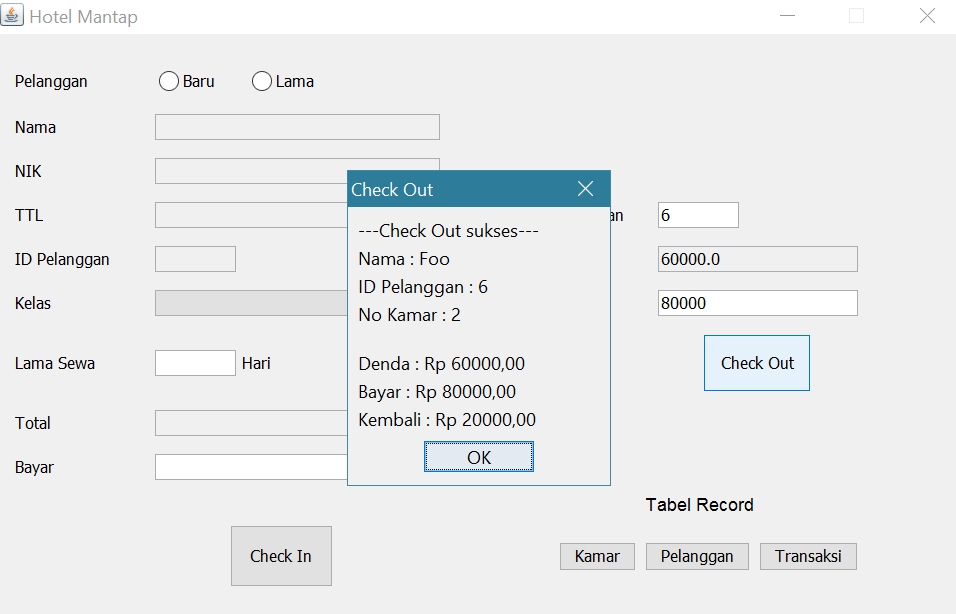 Hotel Mantap
Pelanggan Baru Lama
Nama
NIK
TTL
6
ID Pelanggan
60000.0
Kelas
80000
Lama Sewa Hari
Check Out
Total
Bayar
Check In
Check Out
---Check Out sukses---
Nama : Foo
ID Pelanggan : 6
No Kamar : 2
Denda : Rp 60000,00
Bayar : Rp 80000,00
Kembali : Rp 20000,00
OK
Tabel Record
Kamar Pelanggan Transaksi